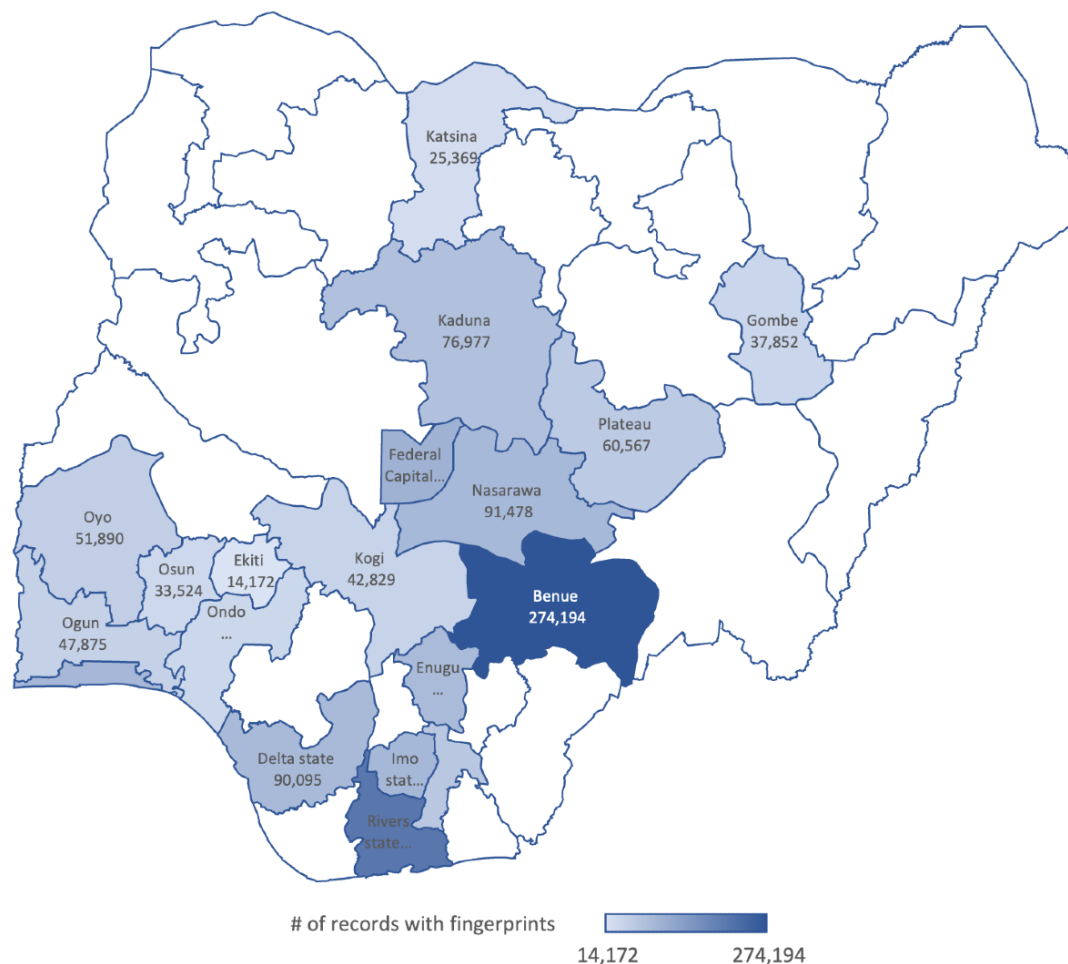 Katsina
25,369
Kaduna
76,977
Gombe
37,852
Plateau
60,567
Federal
Capital...
Nasarawa
91,478
Oyo
51,890
Osun
33,524
Ekiti
14,172
Kogi
42,829
Benue
274,194
Ondo
...
Ogun
47,875
Enugu
...
Delta state
90,095
Imo
stat...
Rivers
state...
# of records with fingerprints
14,172
274,194